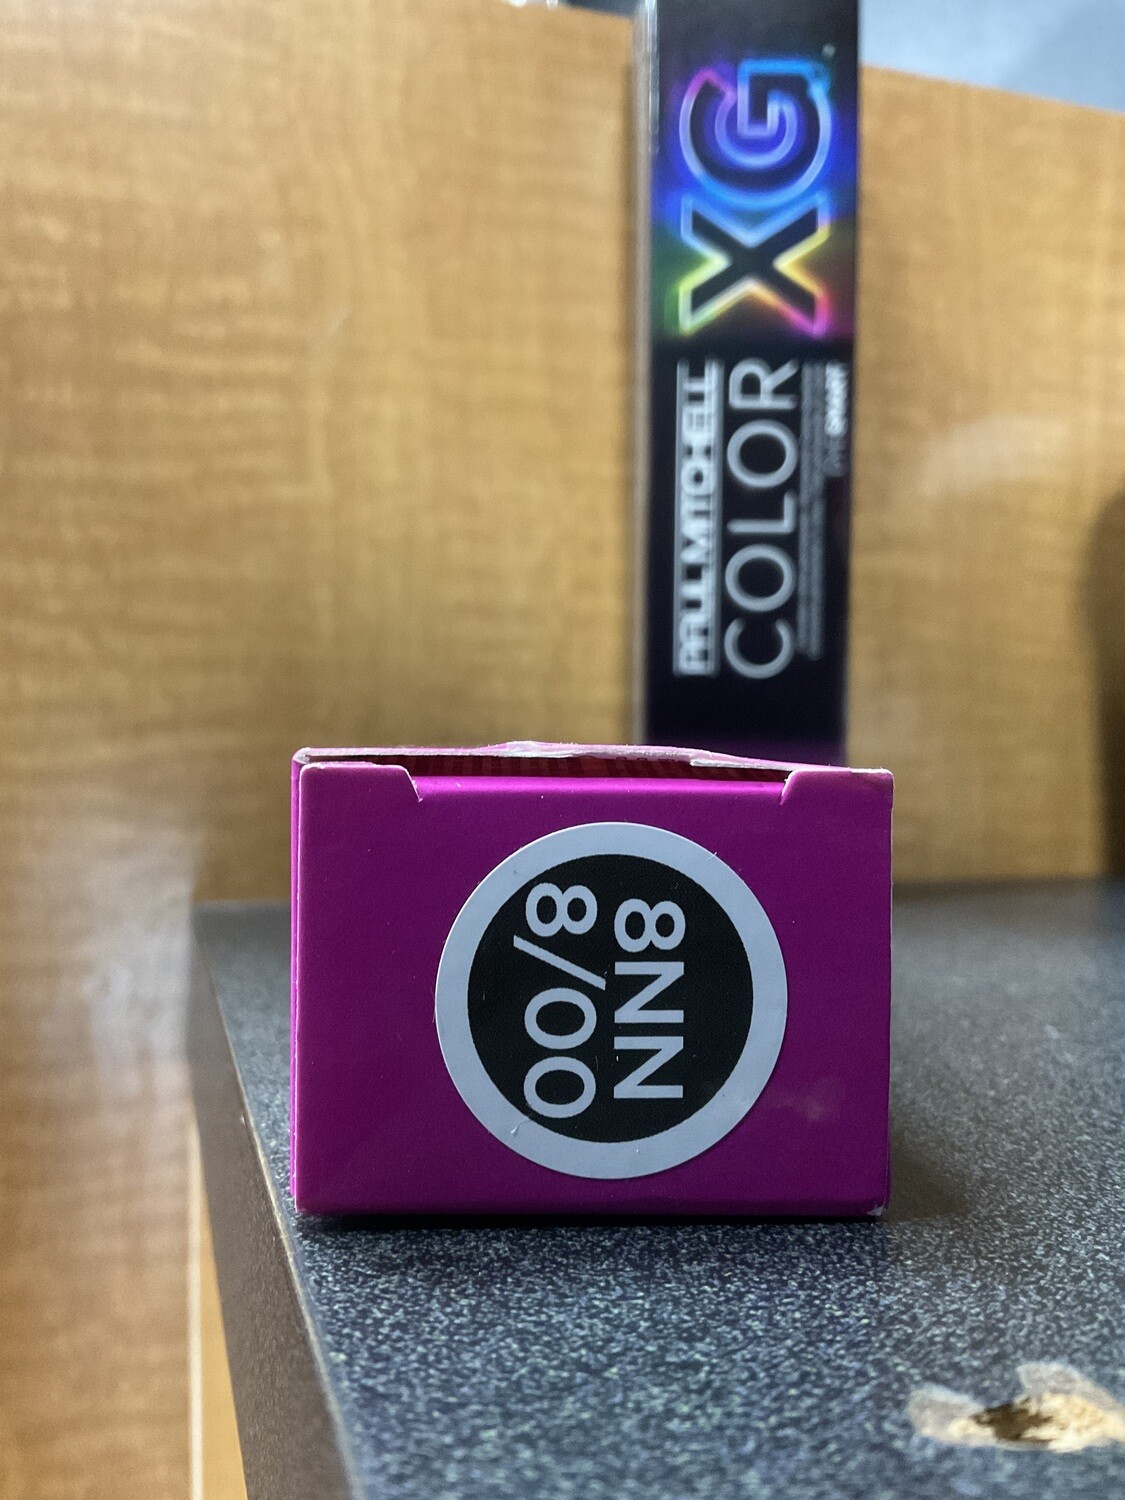 PAUL MITCHELL
COLOR XG
8NN
8/00